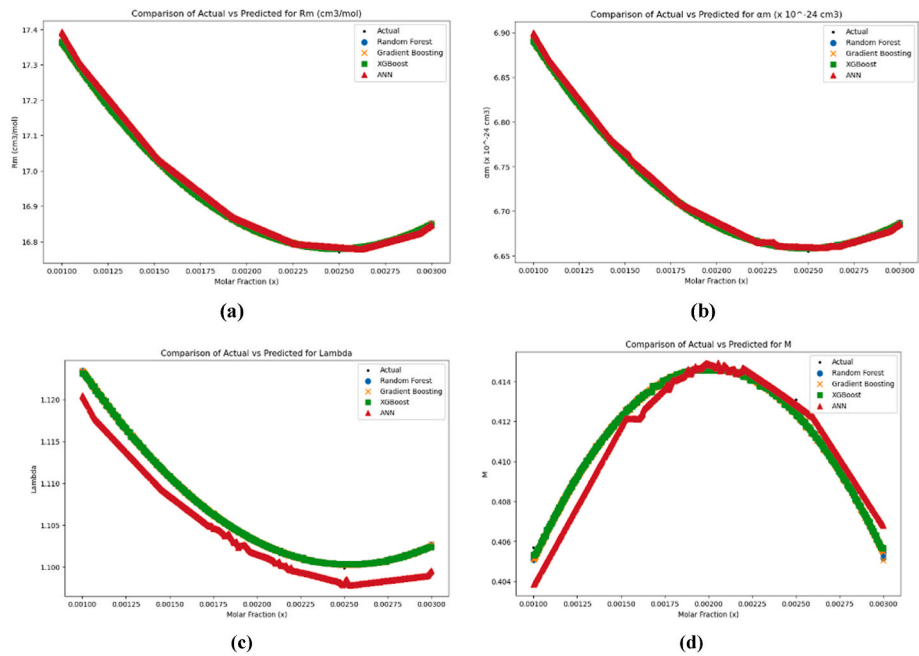 Comparison of Actual vs Predicted for Rm (cm3/mol)
Rm (cm3/mol)
17.4
17.3
17.2
17.1
17.0
16.9
16.8
Actual
Random Forest
Gradient Boosting
XGBoost
ANN
0.00100 0.00125 0.00150 0.00175 0.00200 0.00225 0.00250 0.00275 0.00300
Molar Fraction (x)
(a)
Comparison of Actual vs Predicted for αm (x 10^-24 cm3)
αm (x 10^-24 cm3)
6.90
6.85
6.80
6.75
6.70
6.65
Actual
Random Forest
Gradient Boosting
XGBoost
ANN
0.00100 0.00125 0.00150 0.00175 0.00200 0.00225 0.00250 0.00275 0.00300
Molar Fraction (x)
(b)
Comparison of Actual vs Predicted for Lambda
Lambda
1.120
1.115
1.110
1.105
1.100
Actual
Random Forest
Gradient Boosting
XGBoost
ANN
0.00100 0.00125 0.00150 0.00175 0.00200 0.00225 0.00250 0.00275 0.00300
Molar Fraction (x)
(c)
Comparison of Actual vs Predicted for M
M
0.414
0.412
0.410
0.408
0.406
0.404
Actual
Random Forest
Gradient Boosting
XGBoost
ANN
0.00100 0.00125 0.00150 0.00175 0.00200 0.00225 0.00250 0.00275 0.00300
Molar Fraction (x)
(d)